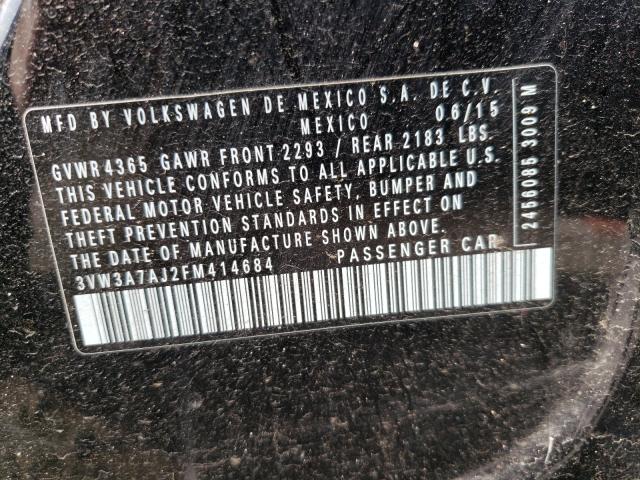 MFD BY VOLKSWAGEN DE MEXICO S.A. DE C.V.
MEXICO 06/15
GVWR 4365 GAWR FRONT 2293 / REAR 2183 LBS.
THIS VEHICLE CONFORMS TO ALL APPLICABLE U.S.
FEDERAL MOTOR VEHICLE SAFETY, BUMPER AND
THEFT PREVENTION STANDARDS IN EFFECT ON
THE DATE OF MANUFACTURE SHOWN ABOVE.
3VW3A7AJ2FM414684 PASSENGER CAR
2456085 3009 M